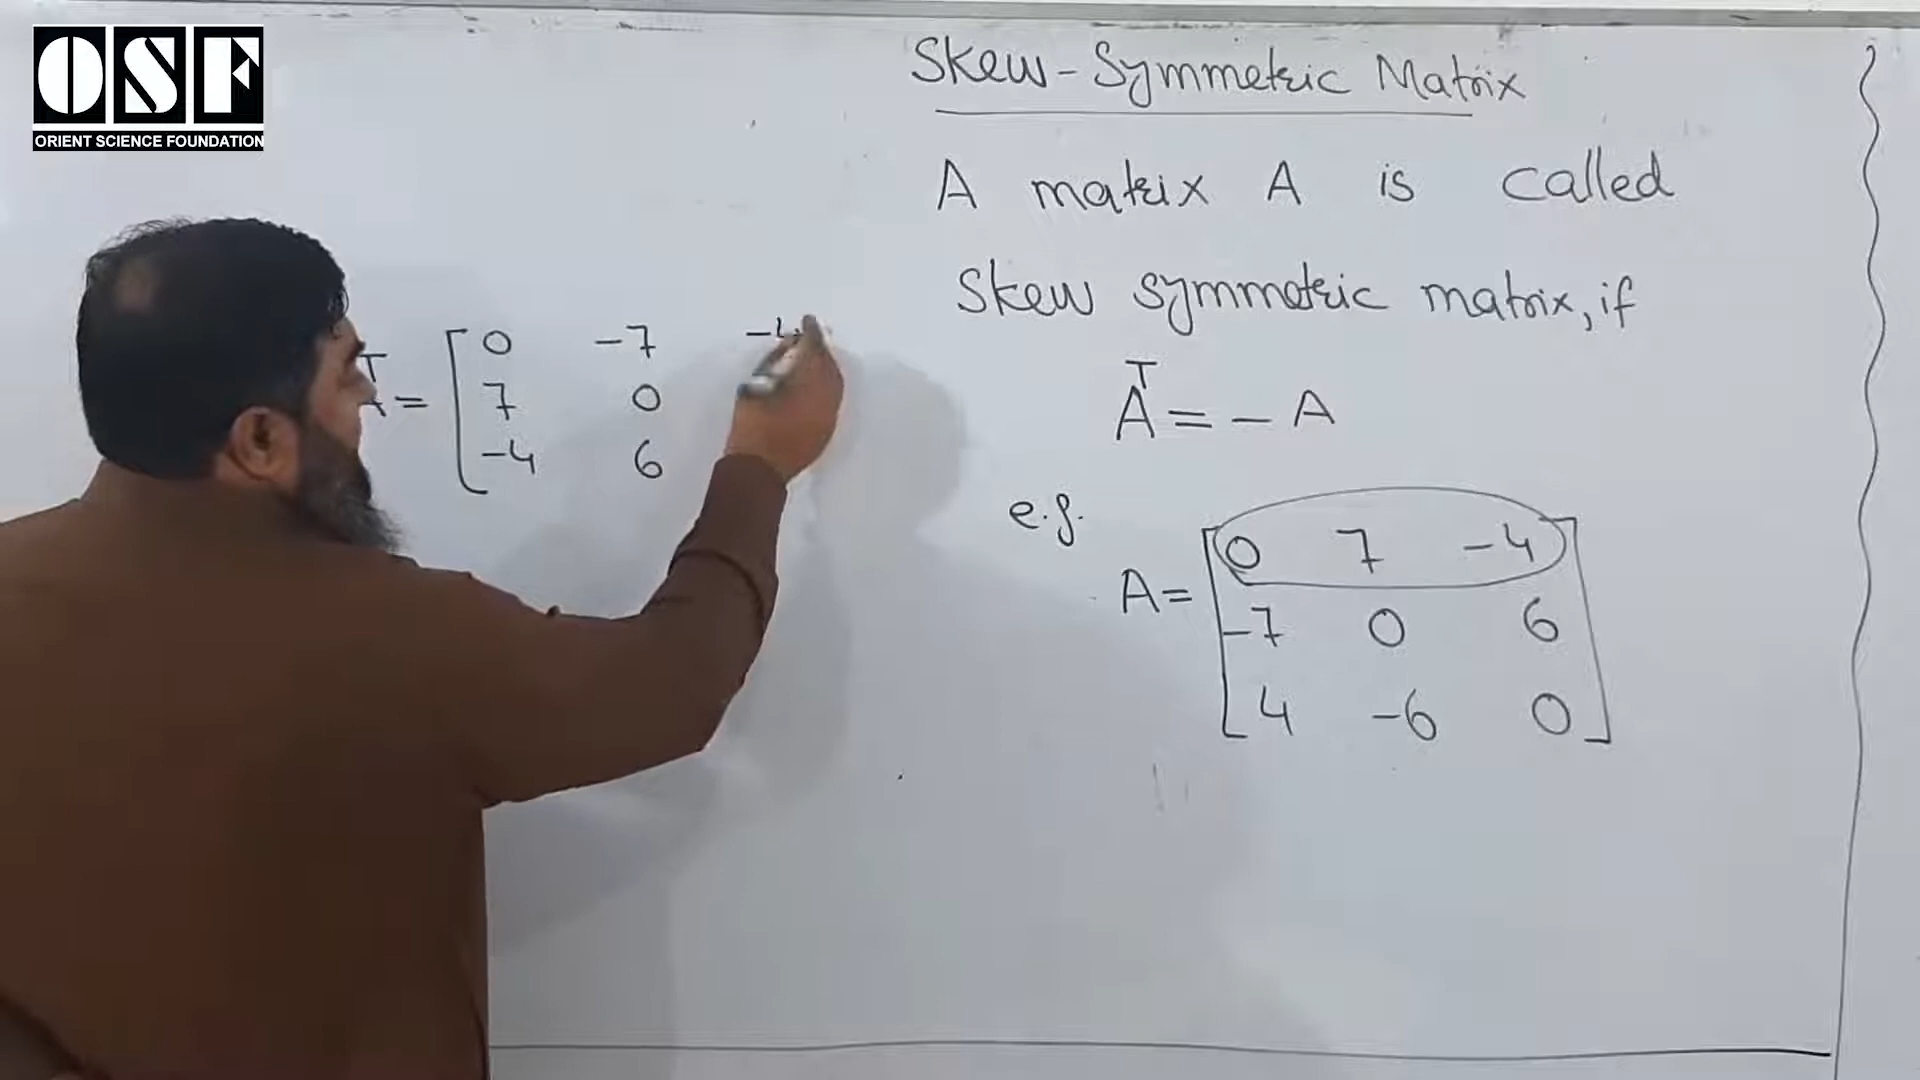 OSF
ORIENT SCIENCE FOUNDATION
Skew-Symmetric Matrix
A matrix A is called
Skew symmetric matrix, if
A^T = - A
e.g.
A = [0 7 -4
-7 0 6
4 -6 0]
A^T = [0 -7 -4
7 0
-4 6